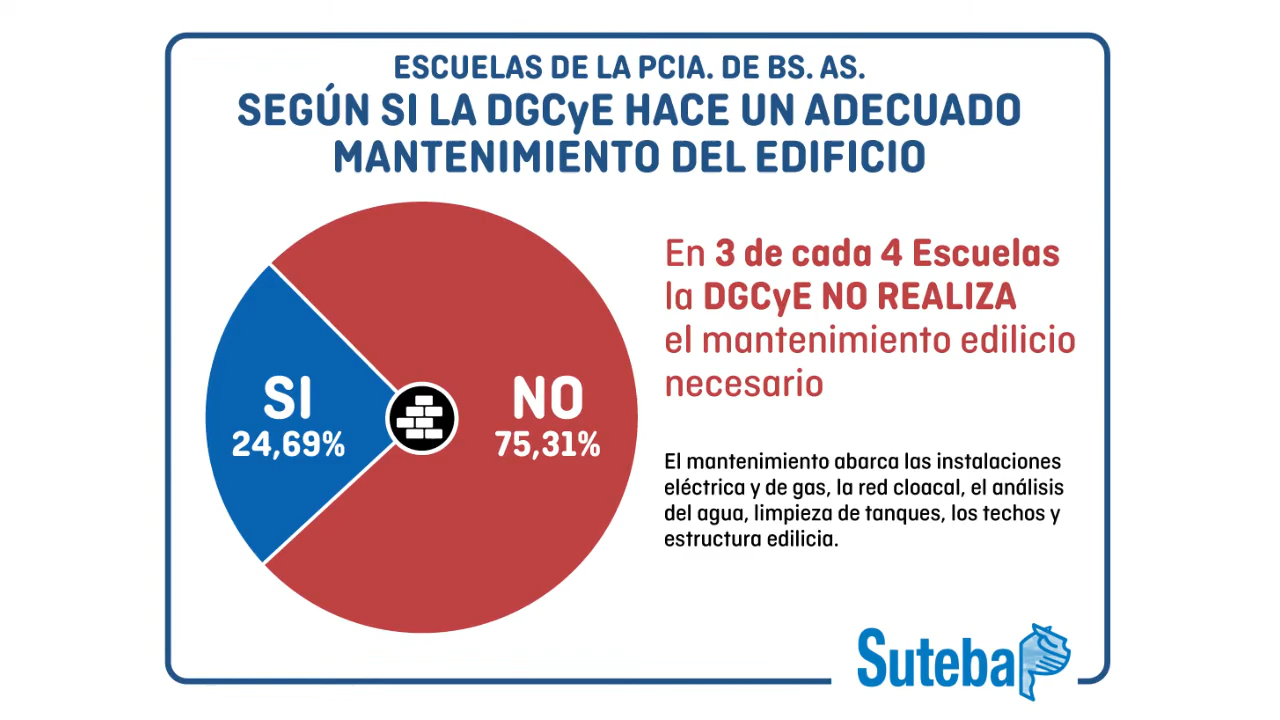 ESCUELAS DE LA PCIA. DE BS. AS.
SEGÚN SI LA DGCyE HACE UN ADECUADO
MANTENIMIENTO DEL EDIFICIO
SI
24,69%
NO
75,31%
En 3 de cada 4 Escuelas
la DGCyE NO REALIZA
el mantenimiento edilicio
necesario
El mantenimiento abarca las instalaciones
eléctrica y de gas, la red cloacal, el análisis
del agua, limpieza de tanques, los techos y
estructura edilicia.
Suteba